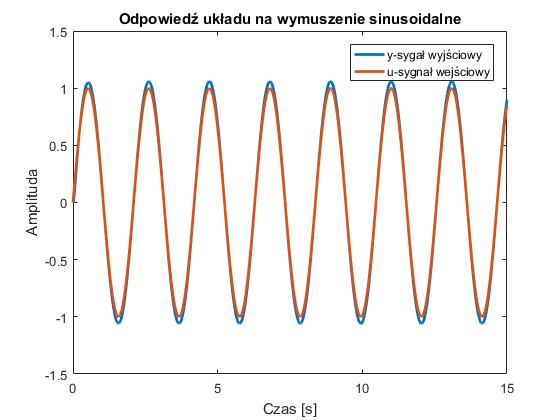 Odpowiedź układu na wymuszenie sinusoidalne
1.5
y-sygał wyjściowy
u-sygnał wejściowy
1
0.5
Amplituda
0
-0.5
-1
-1.5
0
5
10
15
Czas [s]